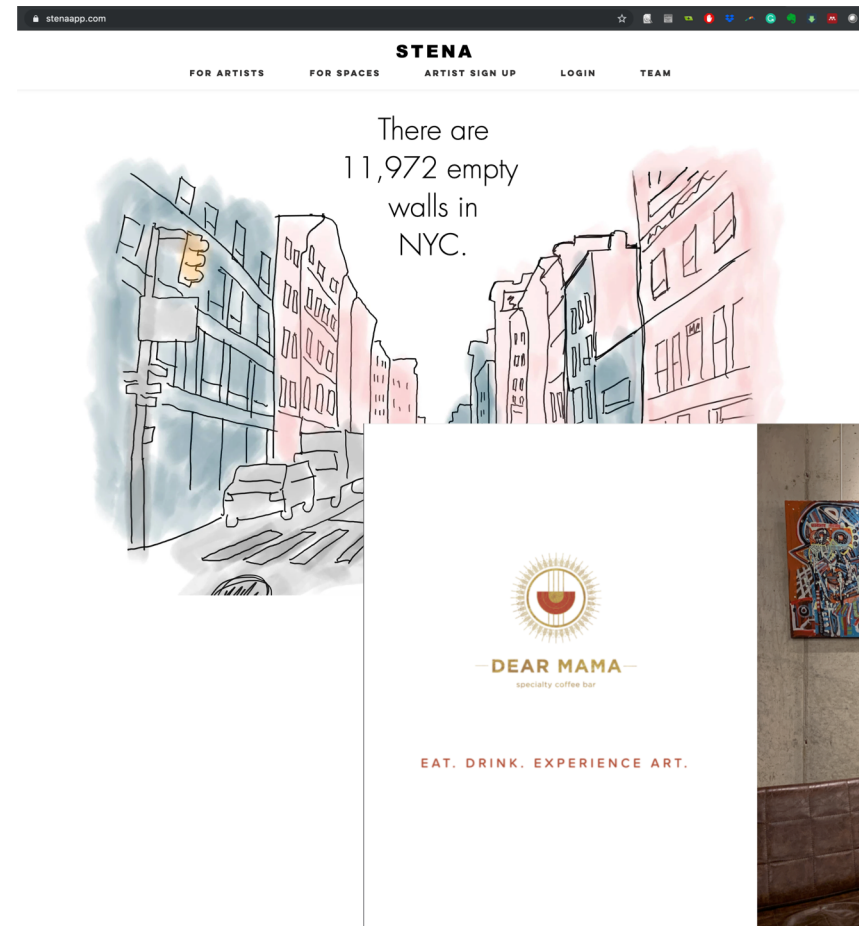 stenaapp.com
STENA
FOR ARTISTS FOR SPACES ARTIST SIGN UP LOGIN TEAM
There are
11,972 empty
walls in
NYC.
DEAR MAMA
specialty coffee bar
EAT. DRINK. EXPERIENCE ART.